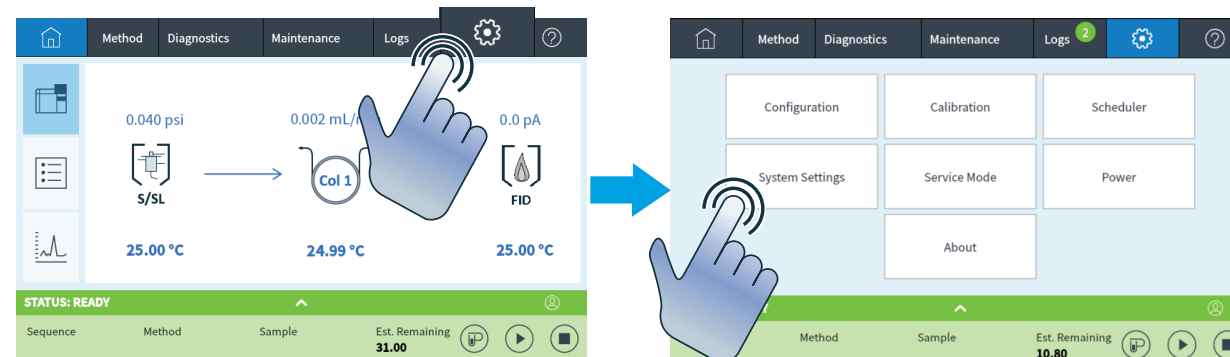 Method Diagnostics Maintenance Logs
0.040 psi 0.002 mL/ 0.0 pA
Col 1
S/SL FID
25.00 °C 24.99 °C 25.00 °C
STATUS: READY
Sequence Method Sample Est. Remaining
31.00
Method Diagnostics Maintenance Logs 2
Configuration Calibration Scheduler
System Settings Service Mode Power
About
Method Sample Est. Remaining
10.80